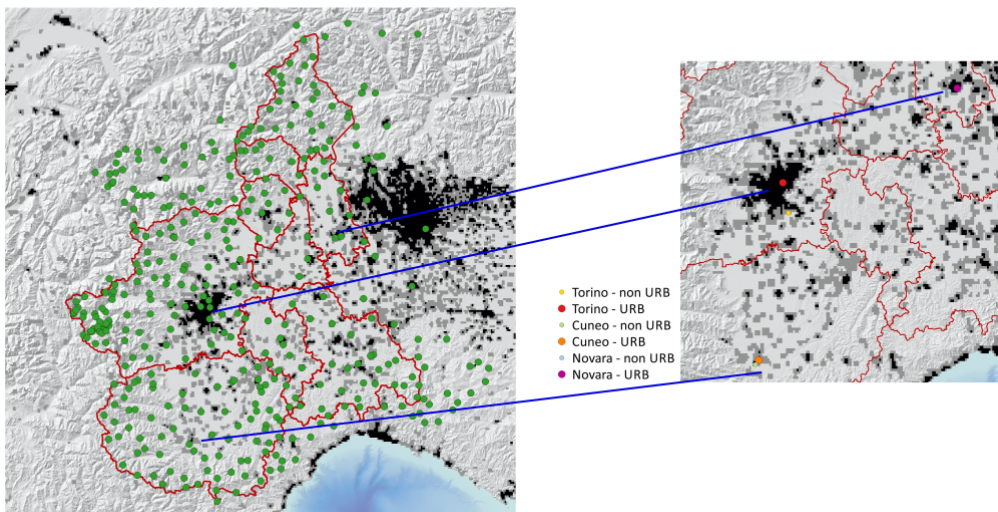 Torino - non URB
Torino - URB
Cuneo - non URB
Cuneo - URB
Novara - non URB
Novara - URB